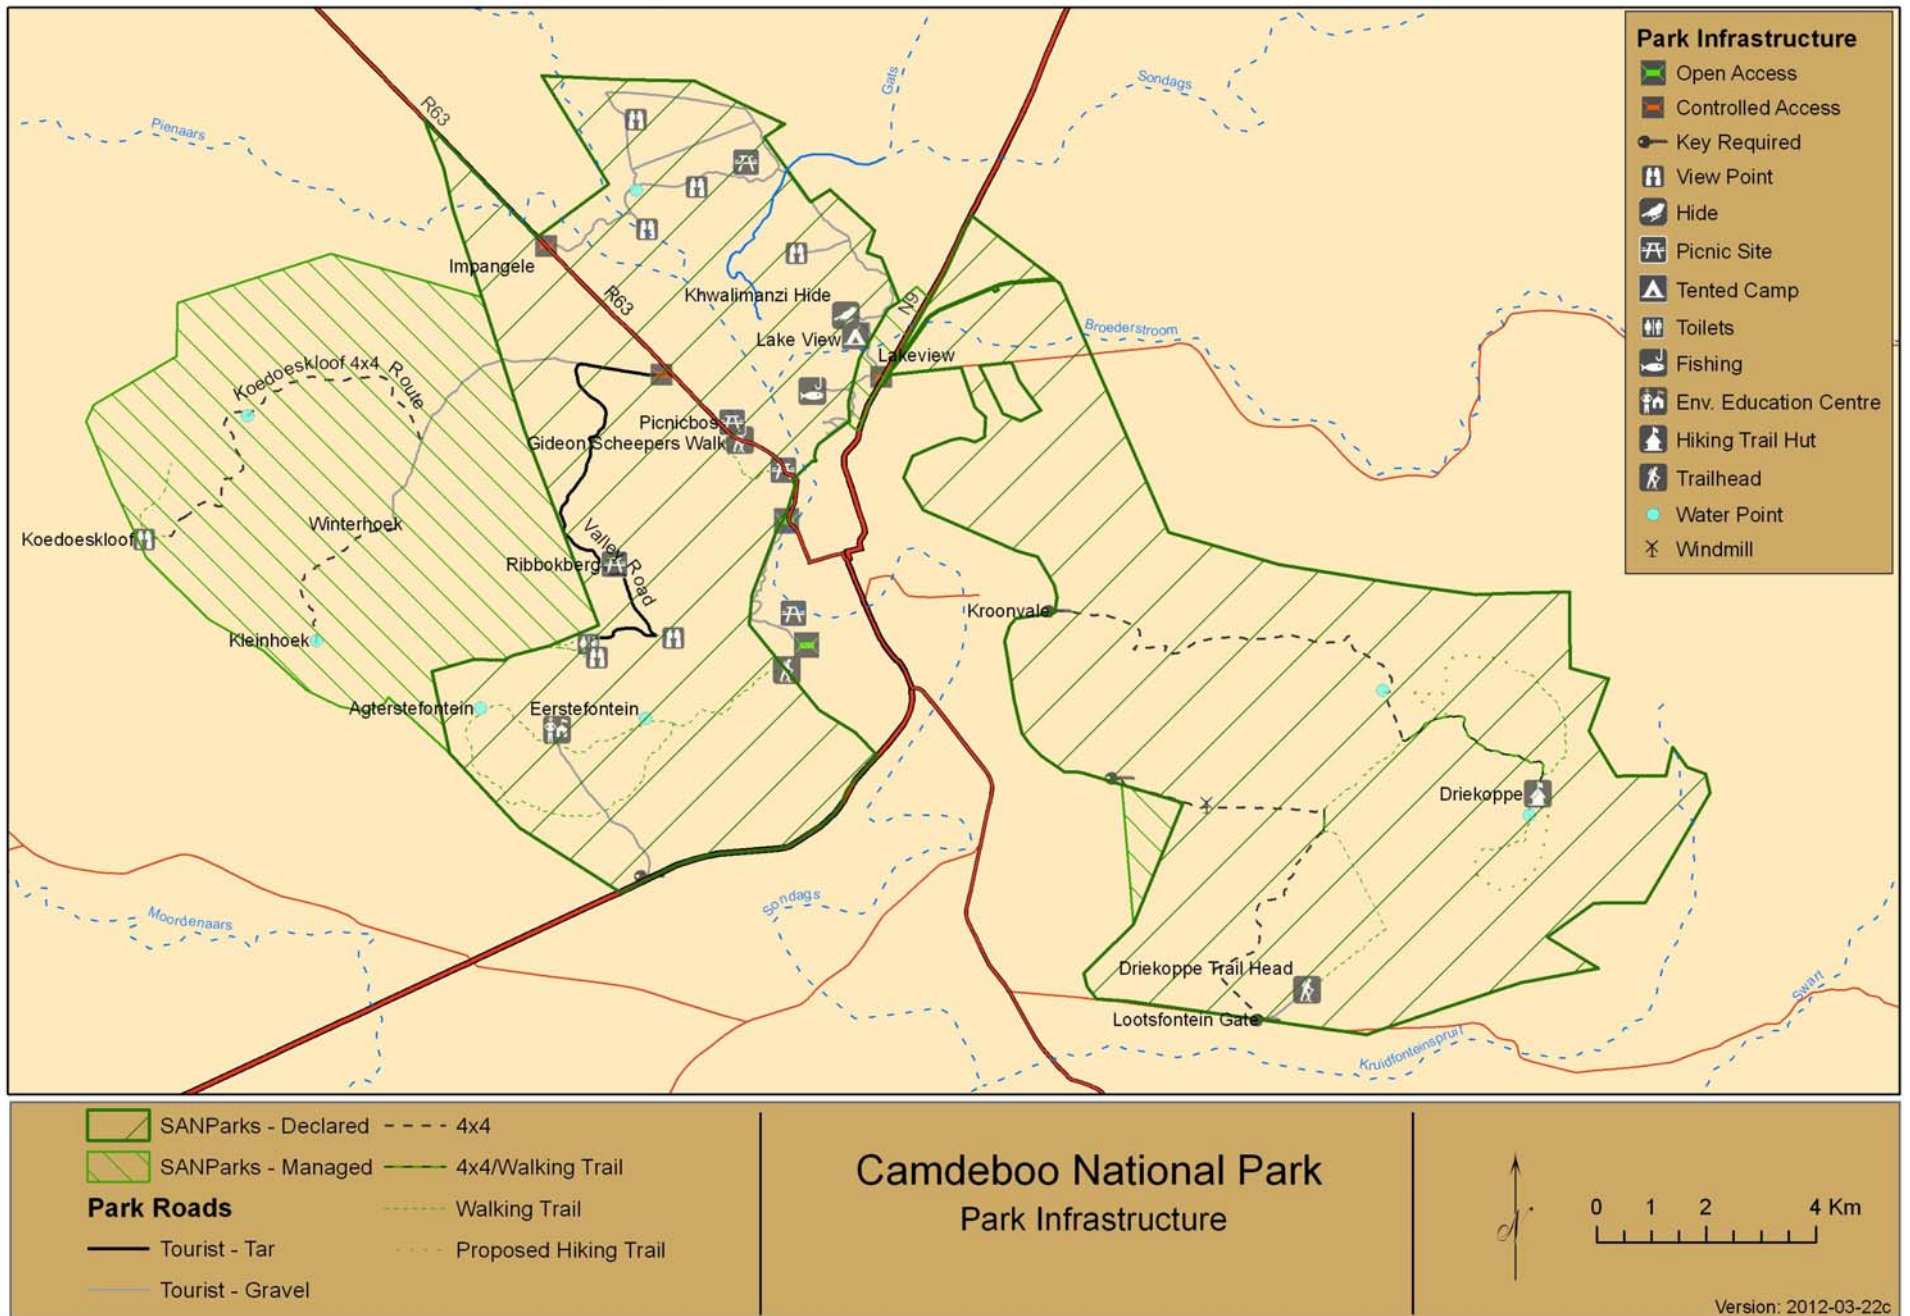 Park Infrastructure
Open Access
Controlled Access
Key Required
View Point
Hide
Picnic Site
Tented Camp
Toilets
Fishing
Env. Education Centre
Hiking Trail Hut
Trailhead
Water Point
Windmill
Gats
Sondags
R63
Pienaars
Impangele
R63
Khwalimanzi Hide
N9
Lake View
Lakeview
Broederstroom
Koedoeskloof 4x4 Route
Picnicbos
Gideon Scheepers Walk
Winterhoek
Valley Road
Koedoeskloof
Ribbokberg
Kroonvale
Kleinhoek
Agterstefontein
Eerstefontein
Driekoppe
Sondags
Moordenaars
Driekoppe Trail Head
Swart
Lootsfontein Gate
Kruidfonteinspruit
SANParks - Declared
SANParks - Managed
Park Roads
Tourist - Tar
Tourist - Gravel
4x4
4x4/Walking Trail
Walking Trail
Proposed Hiking Trail
Camdeboo National Park
Park Infrastructure
N
0 1 2 4 Km
Version: 2012-03-22c